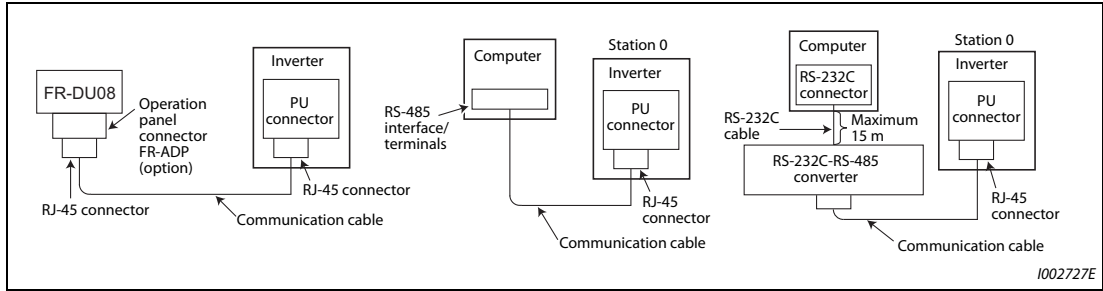 FR-DU08
Operation
panel
connector
FR-ADP
(option)
Inverter
PU
connector
RJ-45 connector
RJ-45 connector
Communication cable
Computer
RS-485
interface/
terminals
Station 0
Inverter
PU
connector
RJ-45
connector
Communication cable
Computer
RS-232C
connector
RS-232C
cable
Maximum
15 m
RS-232C-RS-485
converter
Station 0
Inverter
PU
connector
RJ-45
connector
Communication cable
I002727E